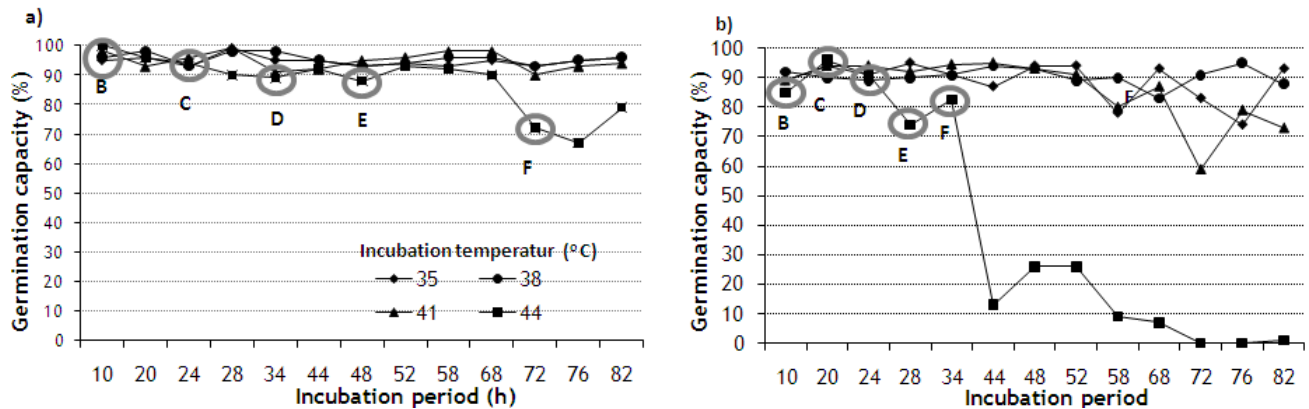 a)
Germination capacity (%)
100
90
80
70
60
50
40
30
20
10
0
B
C
D
E
F
Incubation temperatur (ºC)
35 38
41 44
10 20 24 28 34 44 48 52 58 68 72 76 82
Incubation period (h)
b)
Germination capacity (%)
100
90
80
70
60
50
40
30
20
10
0
B
C
D
E
F
F
10 20 24 28 34 44 48 52 58 68 72 76 82
Incubation period